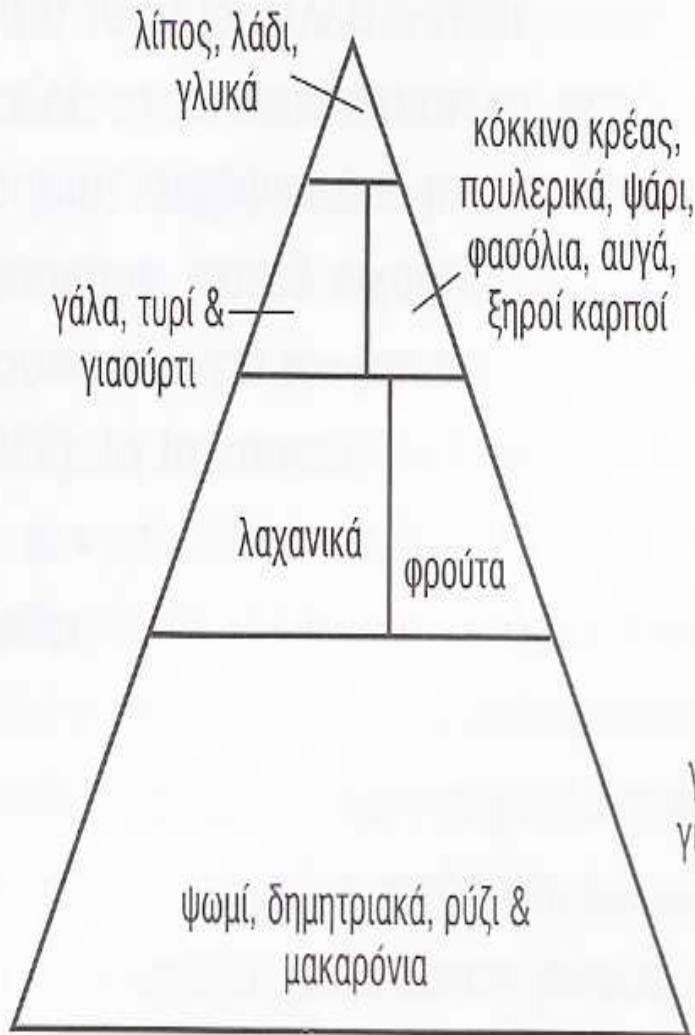 λίπος, λάδι,
γλυκά
κόκκινο κρέας,
πουλερικά, ψάρι,
φασόλια, αυγά,
ξηροί καρποί
γάλα, τυρί &
γιαούρτι
λαχανικά
φρούτα
ψωμί, δημητριακά, ρύζι &
μακαρόνια